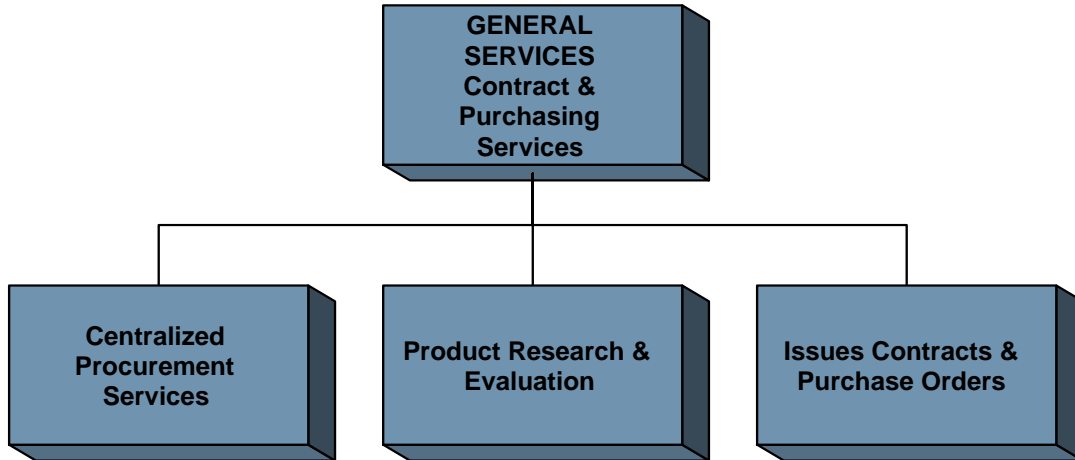 GENERAL
SERVICES
Contract &
Purchasing
Services
Centralized
Procurement
Services
Product Research &
Evaluation
Issues Contracts &
Purchase Orders